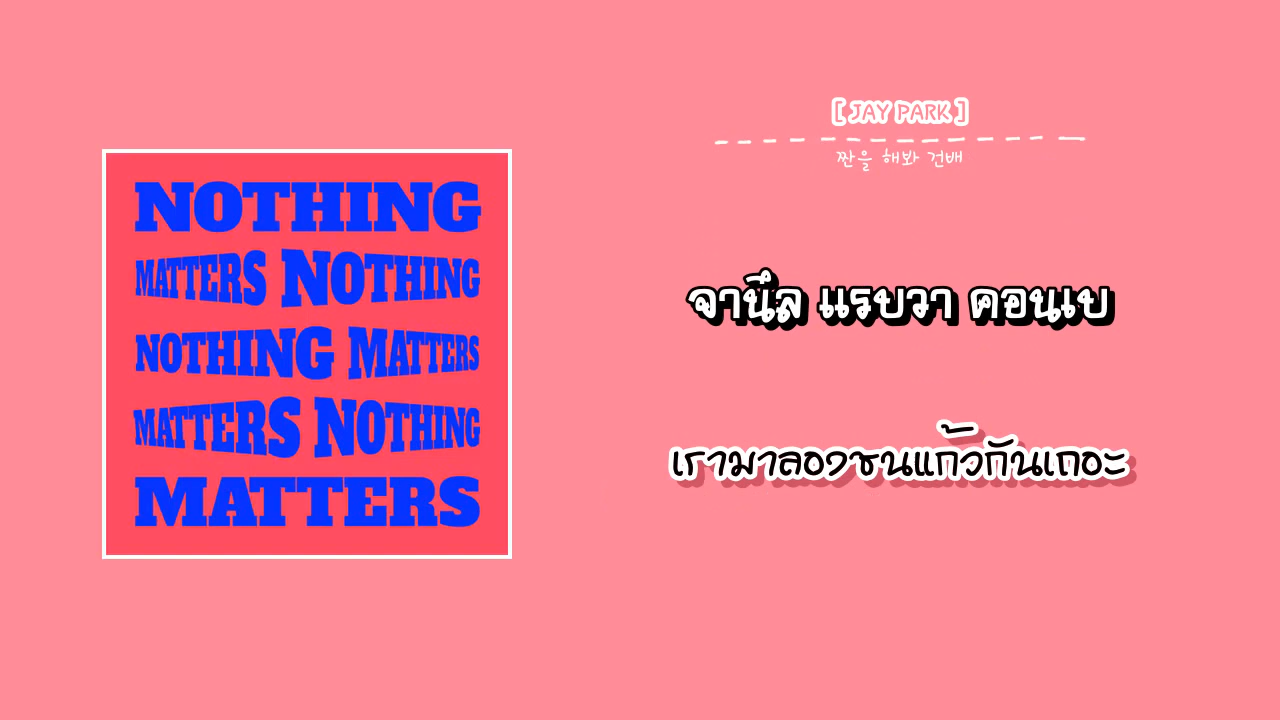 NOTHING
MATTERS NOTHING
NOTHING MATTERS
MATTERS NOTHING
MATTERS
[ JAY PARK ]
짠을 해봐 건배
จานึล แรบวา คอนเบ
เรามาลองชนแก้วกันเถอะ